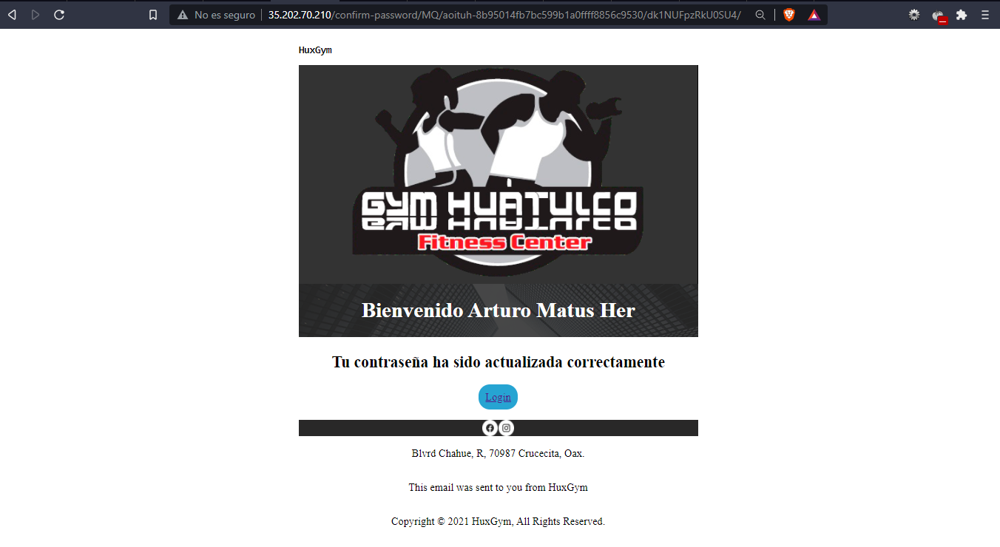 No es seguro 35.202.70.210/confirm-password/MQ/aoituh-8b95014fb7bc599b1a0ffff8856c9530/dk1NUFpzRkU0SU4/
HuxGym
GYM HUATULCO
Fitness Center
Bienvenido Arturo Matus Her
Tu contraseña ha sido actualizada correctamente
Login
Blvrd Chahue, R, 70987 Crucecita, Oax.
This email was sent to you from HuxGym
Copyright © 2021 HuxGym, All Rights Reserved.